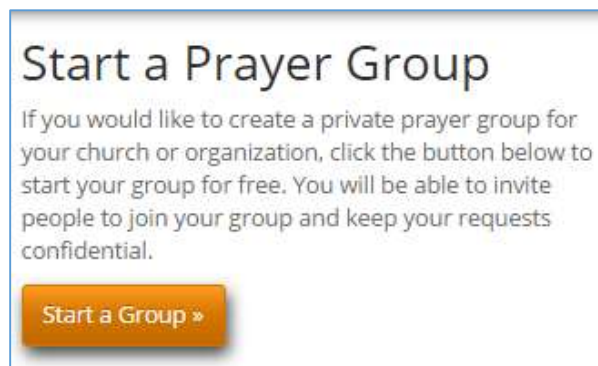 Start a Prayer Group
If you would like to create a private prayer group for
your church or organization, click the button below to
start your group for free. You will be able to invite
people to join your group and keep your requests
confidential.
Start a Group »